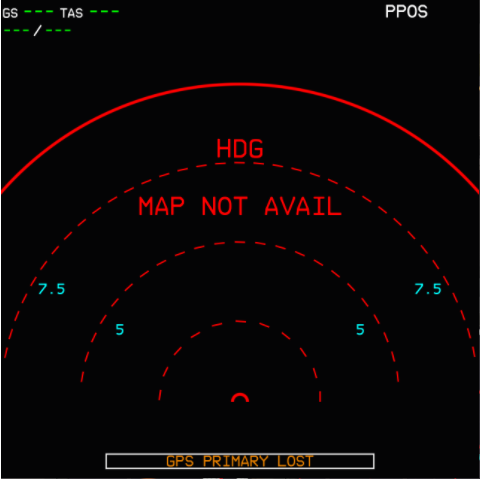 GS --- TAS --- PPOS
---/---
HDG
MAP NOT AVAIL
7.5 7.5
5 5
GPS PRIMARY LOST